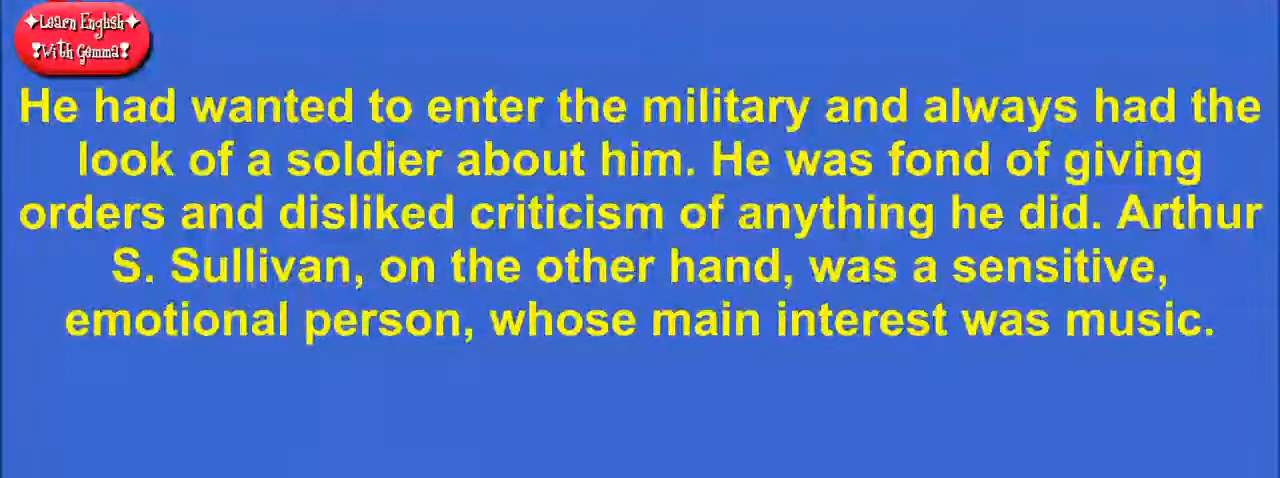 ✦Learn English✦
❣With Gemma❣
He had wanted to enter the military and always had the
look of a soldier about him. He was fond of giving
orders and disliked criticism of anything he did. Arthur
S. Sullivan, on the other hand, was a sensitive,
emotional person, whose main interest was music.